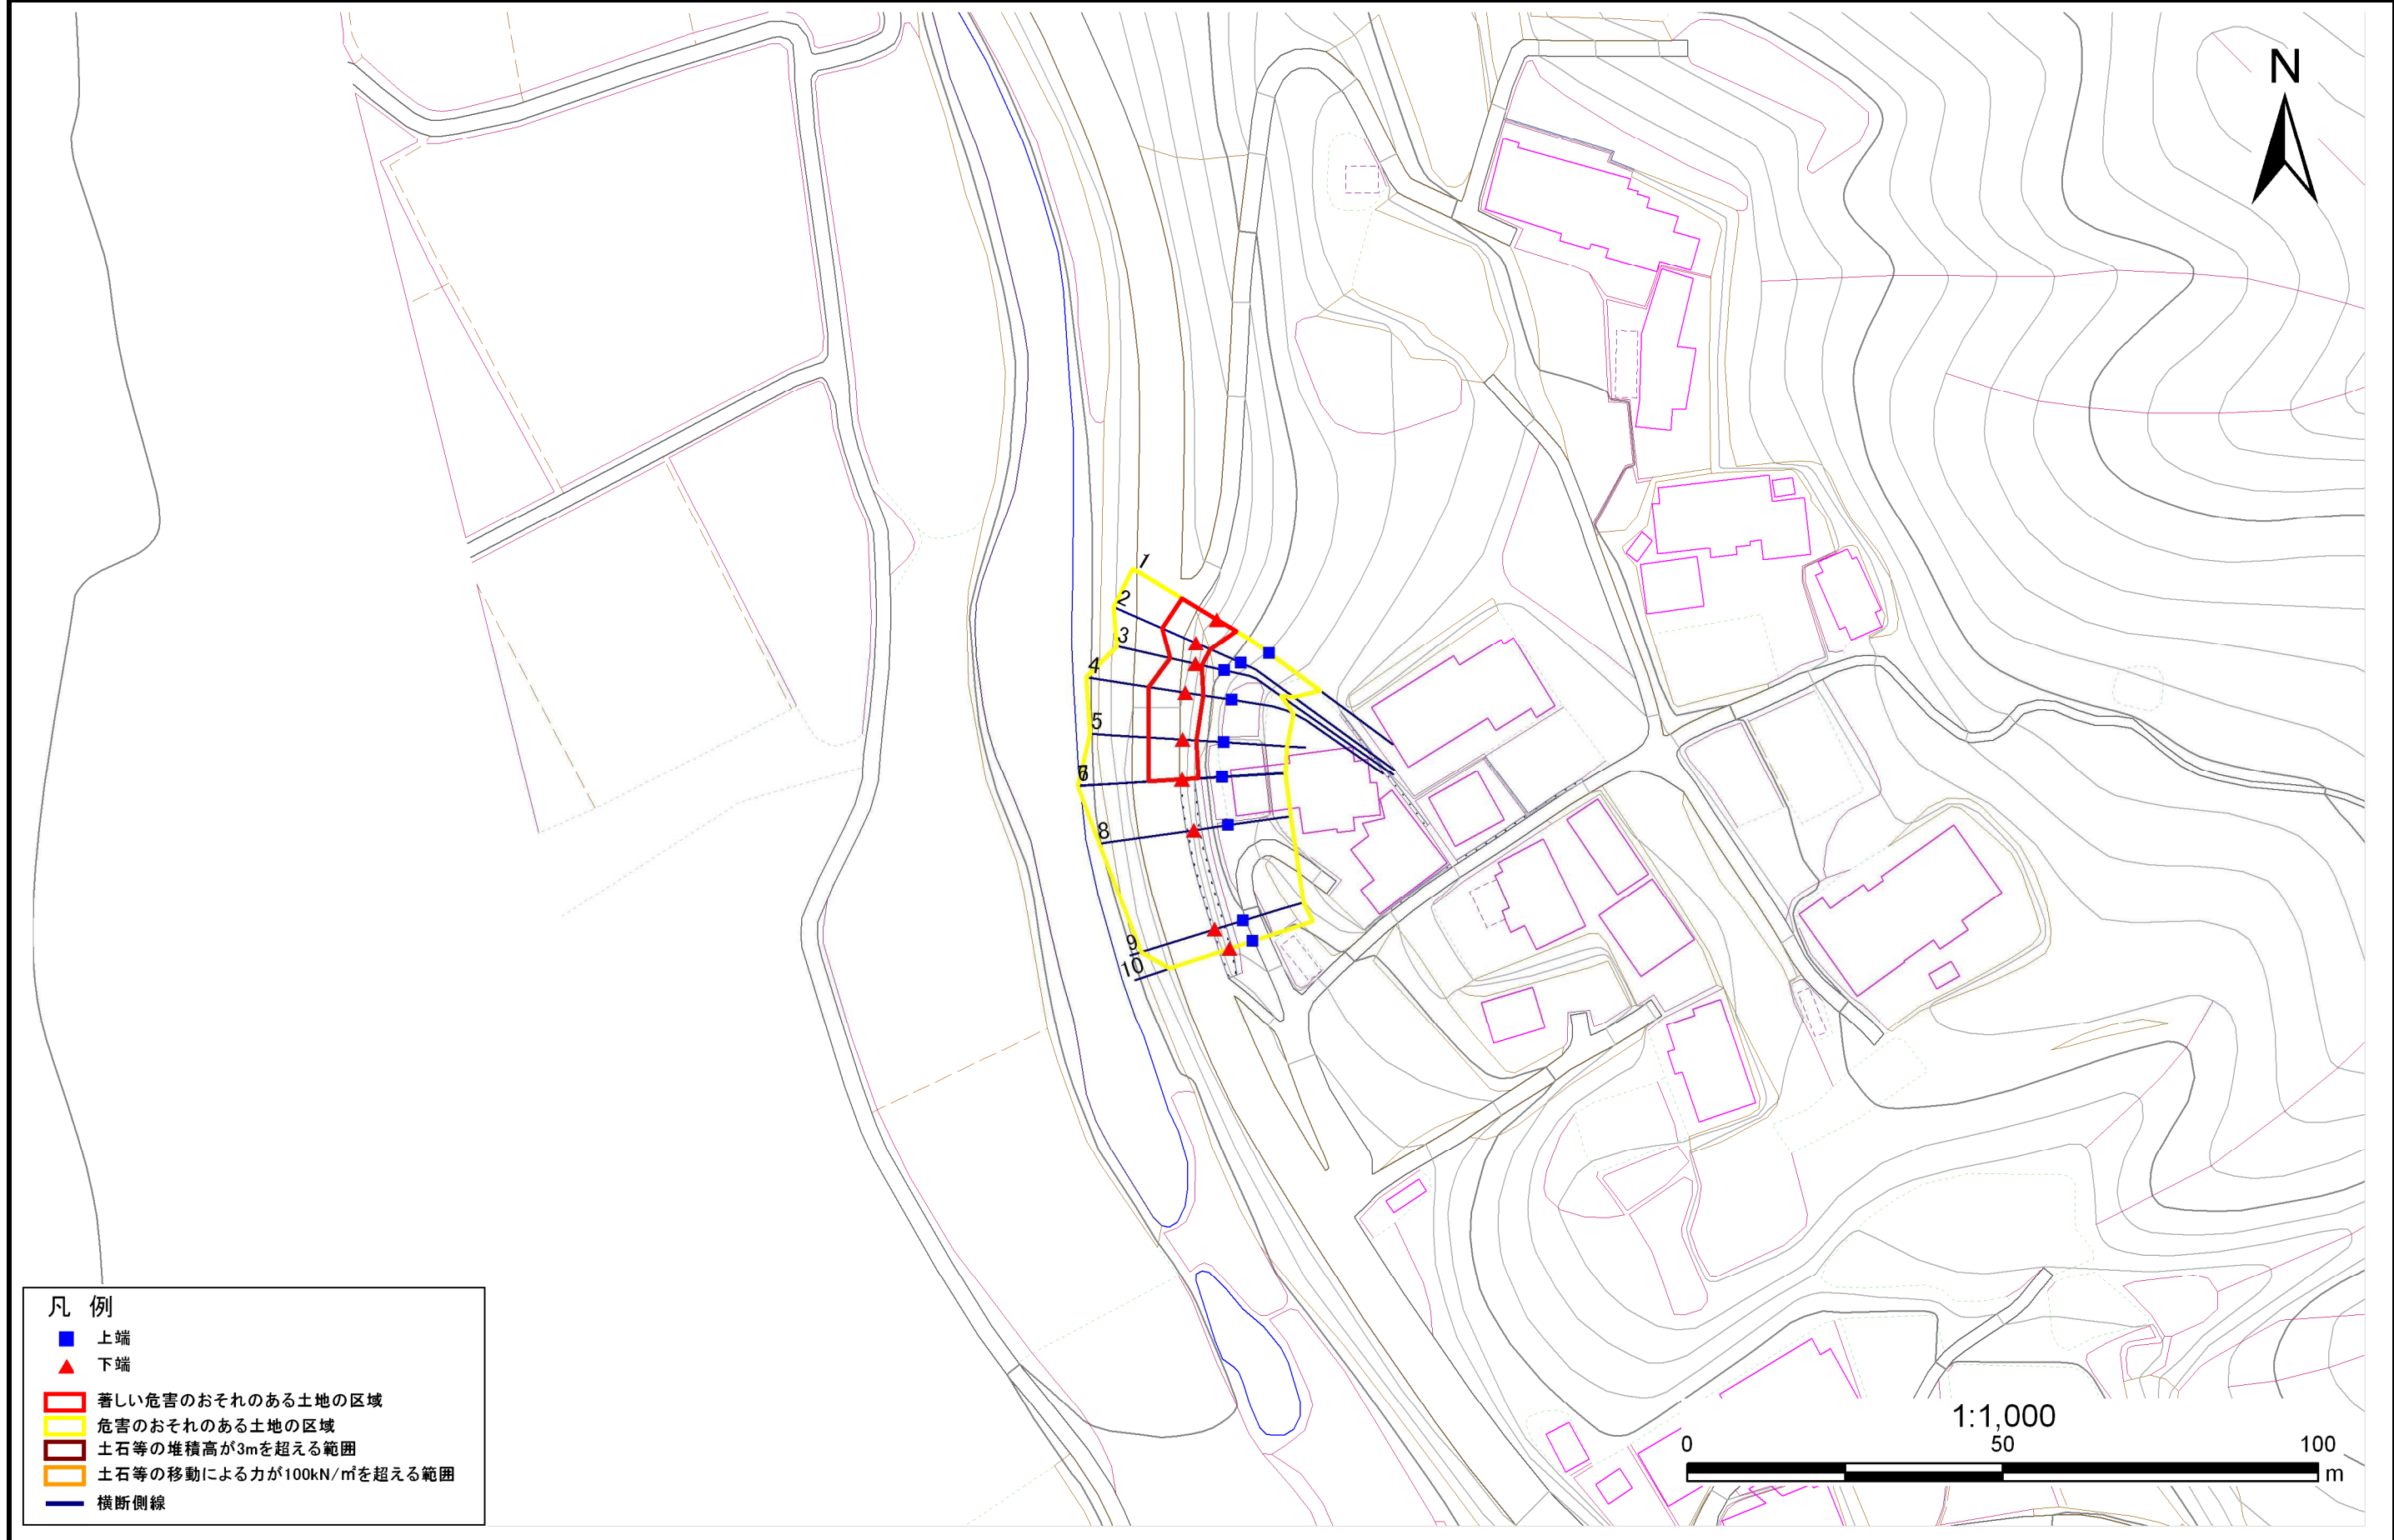 N
1
2
3
4
5
6
7
8
9
10
凡 例
上端
下端
著しい危害のおそれのある土地の区域
危害のおそれのある土地の区域
土石等の堆積高が3mを超える範囲
土石等の移動による力が100kN/㎡を超える範囲
横断側線
1:1,000
0 50 100
m